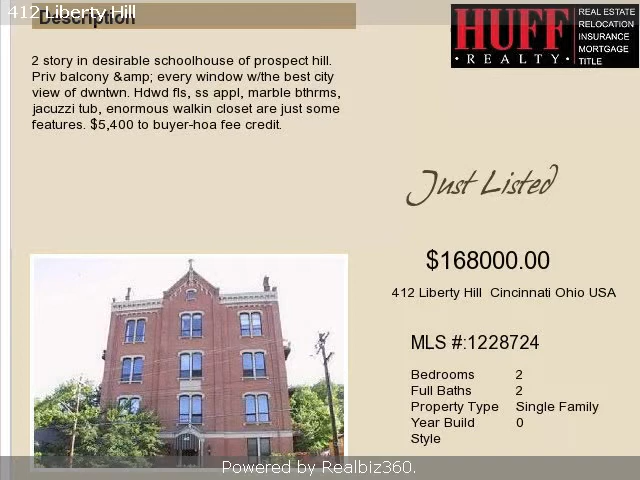 412 Liberty Hill
Description
HUFF
REALTY
REAL ESTATE
RELOCATION
INSURANCE
MORTGAGE
TITLE
2 story in desirable schoolhouse of prospect hill.
Priv balcony &amp; every window w/the best city
view of dwntwn. Hdwd fls, ss appl, marble bthrms,
jacuzzi tub, enormous walkin closet are just some
features. $5,400 to buyer-hoa fee credit.
Just Listed
$168000.00
412 Liberty Hill  Cincinnati Ohio USA
MLS #:1228724
Bedrooms 2
Full Baths 2
Property Type Single Family
Year Build 0
Style
Powered by Realbiz360.